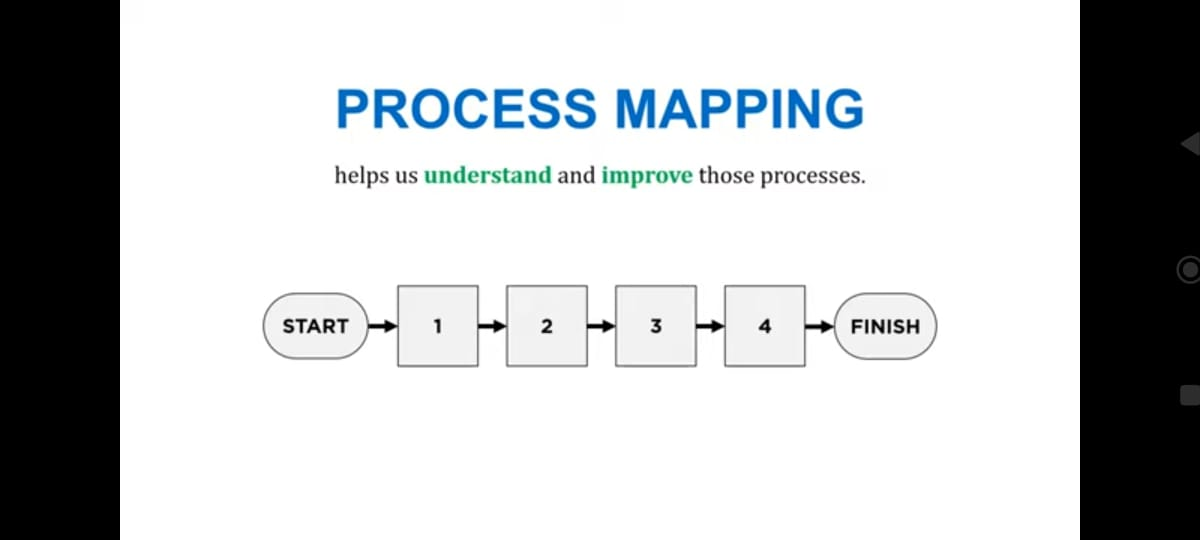 PROCESS MAPPING
helps us understand and improve those processes.
START 1 2 3 4 FINISH